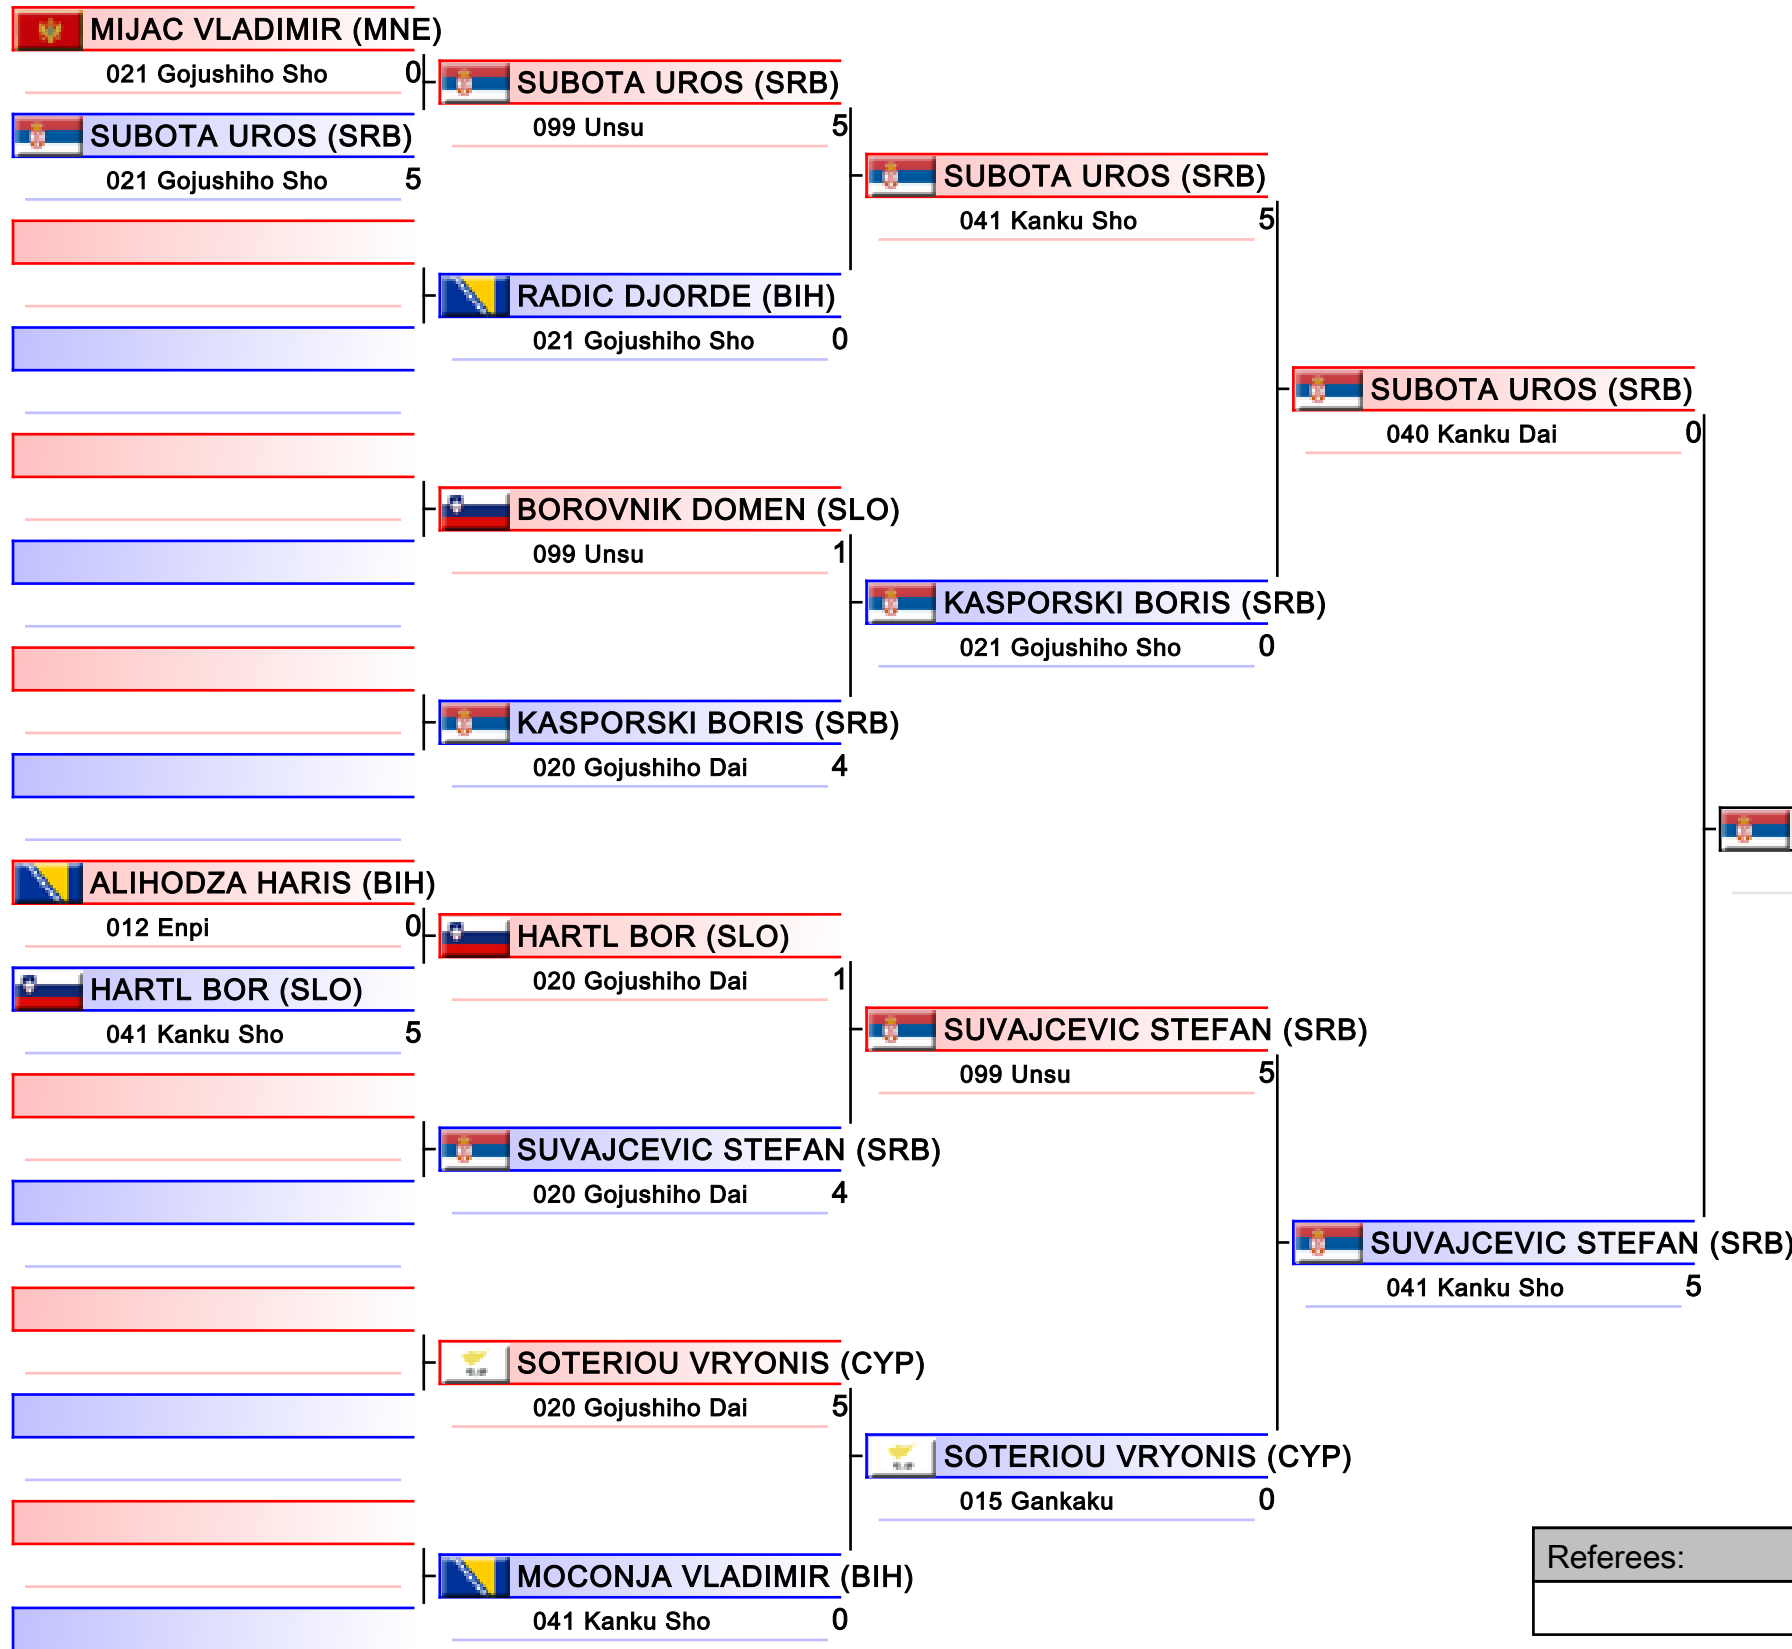 MIJAC VLADIMIR (MNE)
021 Gojushiho Sho 0
SUBOTA UROS (SRB)
021 Gojushiho Sho 5
ALIHODZA HARIS (BIH)
012 Enpi 0
HARTL BOR (SLO)
041 Kanku Sho 5
SUBOTA UROS (SRB)
099 Unsu 5
RADIC DJORDE (BIH)
021 Gojushiho Sho 0
BOROVNIK DOMEN (SLO)
099 Unsu 1
KASPORSKI BORIS (SRB)
020 Gojushiho Dai 4
HARTL BOR (SLO)
020 Gojushiho Dai 1
SUVAJCEVIC STEFAN (SRB)
020 Gojushiho Dai 4
SOTERIOU VRYONIS (CYP)
020 Gojushiho Dai 5
MOCONJA VLADIMIR (BIH)
041 Kanku Sho 0
SUBOTA UROS (SRB)
041 Kanku Sho 5
KASPORSKI BORIS (SRB)
021 Gojushiho Sho 0
SUVAJCEVIC STEFAN (SRB)
099 Unsu 5
SOTERIOU VRYONIS (CYP)
015 Gankaku 0
SUBOTA UROS (SRB)
040 Kanku Dai 0
SUVAJCEVIC STEFAN (SRB)
041 Kanku Sho 5
Referees: